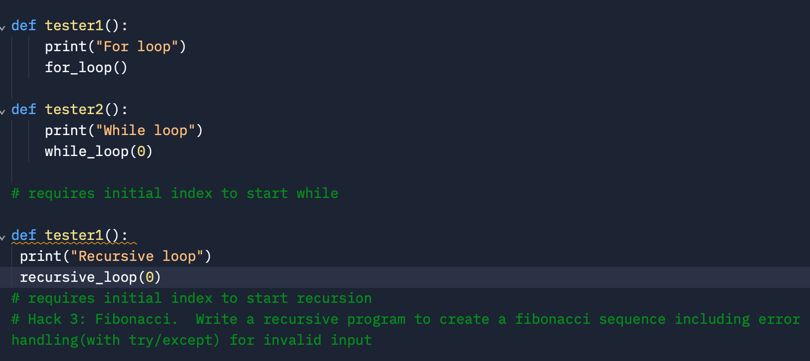 def tester1():
    print("For loop")
    for_loop()
def tester2():
    print("While loop")
    while_loop(0)
# requires initial index to start while
def tester1():
 print("Recursive loop")
 recursive_loop(0)
# requires initial index to start recursion
# Hack 3: Fibonacci.  Write a recursive program to create a fibonacci sequence including error
handling(with try/except) for invalid input